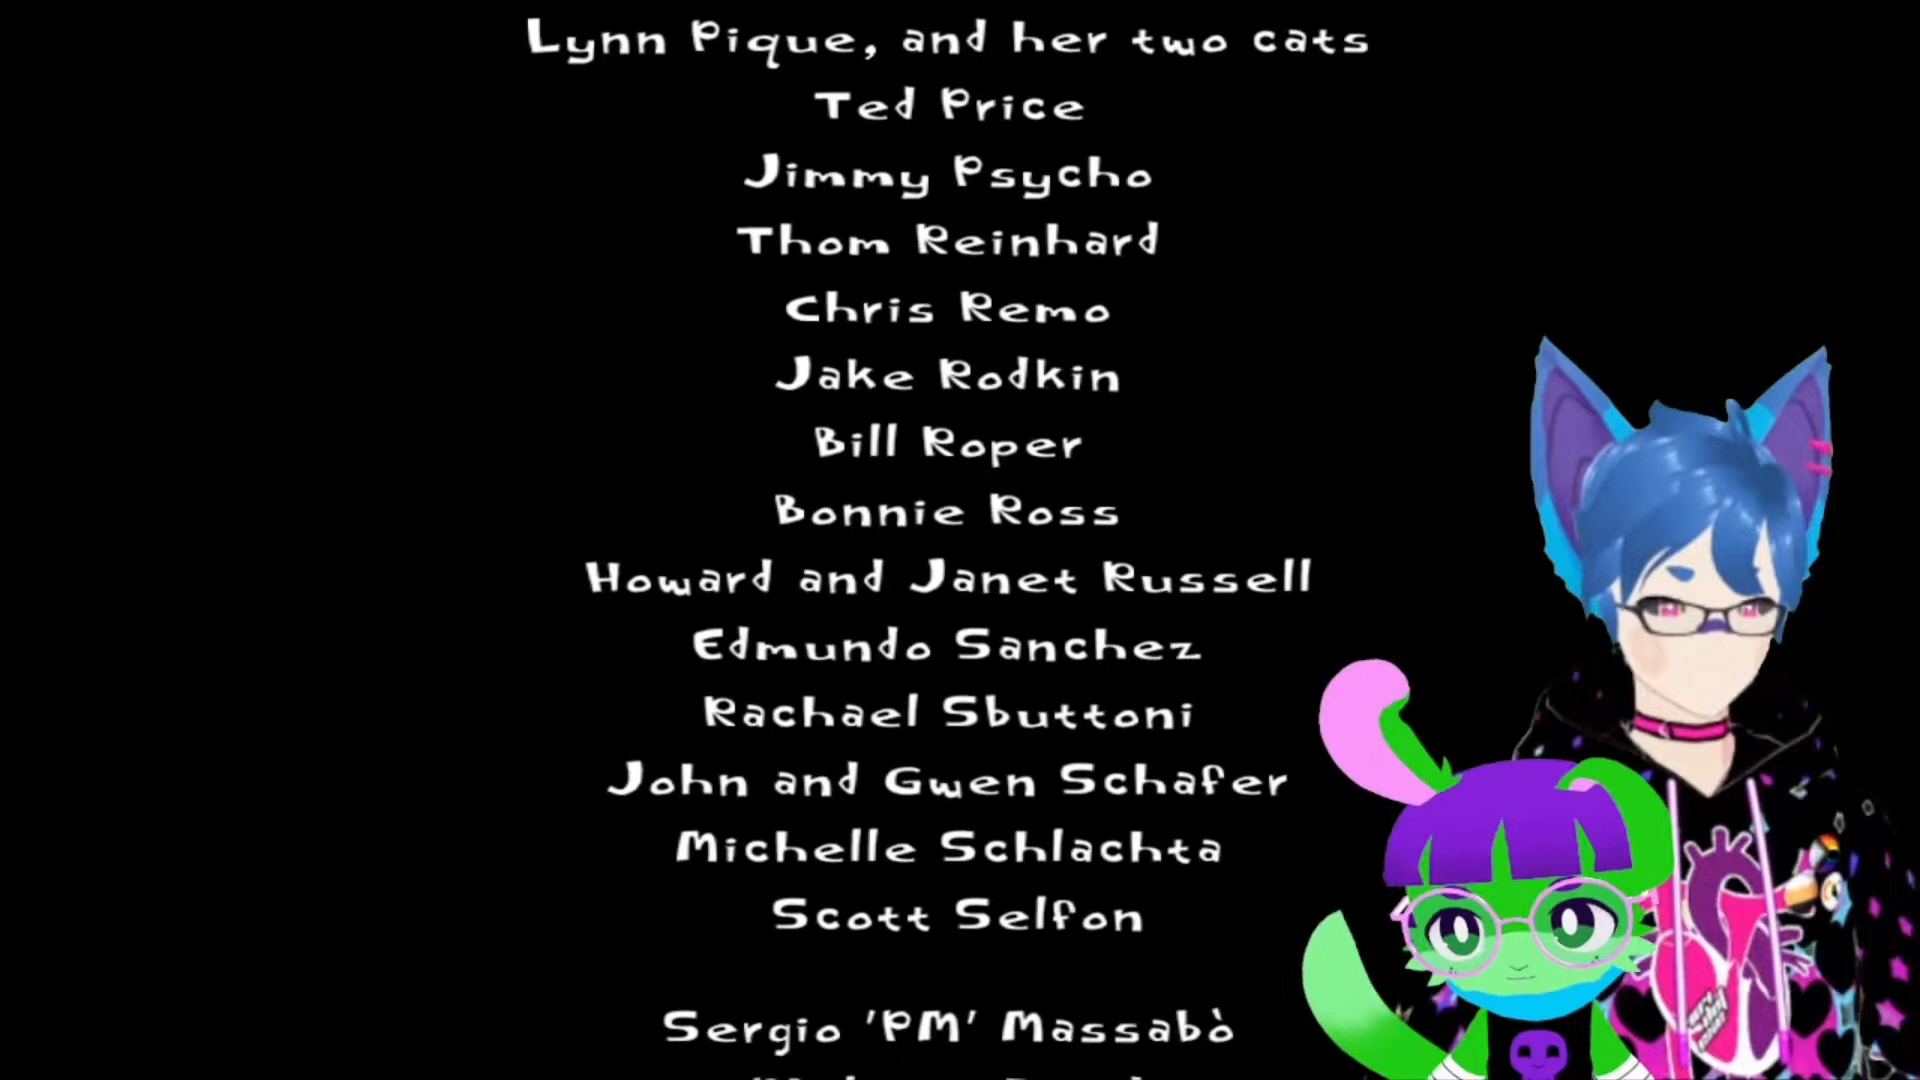 Lynn Pique, and her two cats
Ted Price
Jimmy Psycho
Thom Reinhard
Chris Remo
Jake Rodkin
Bill Roper
Bonnie Ross
Howard and Janet Russell
Edmundo Sanchez
Rachael Sbuttoni
John and Gwen Schafer
Michelle Schlachta
Scott Selfon
Sergio 'PM' Massabò